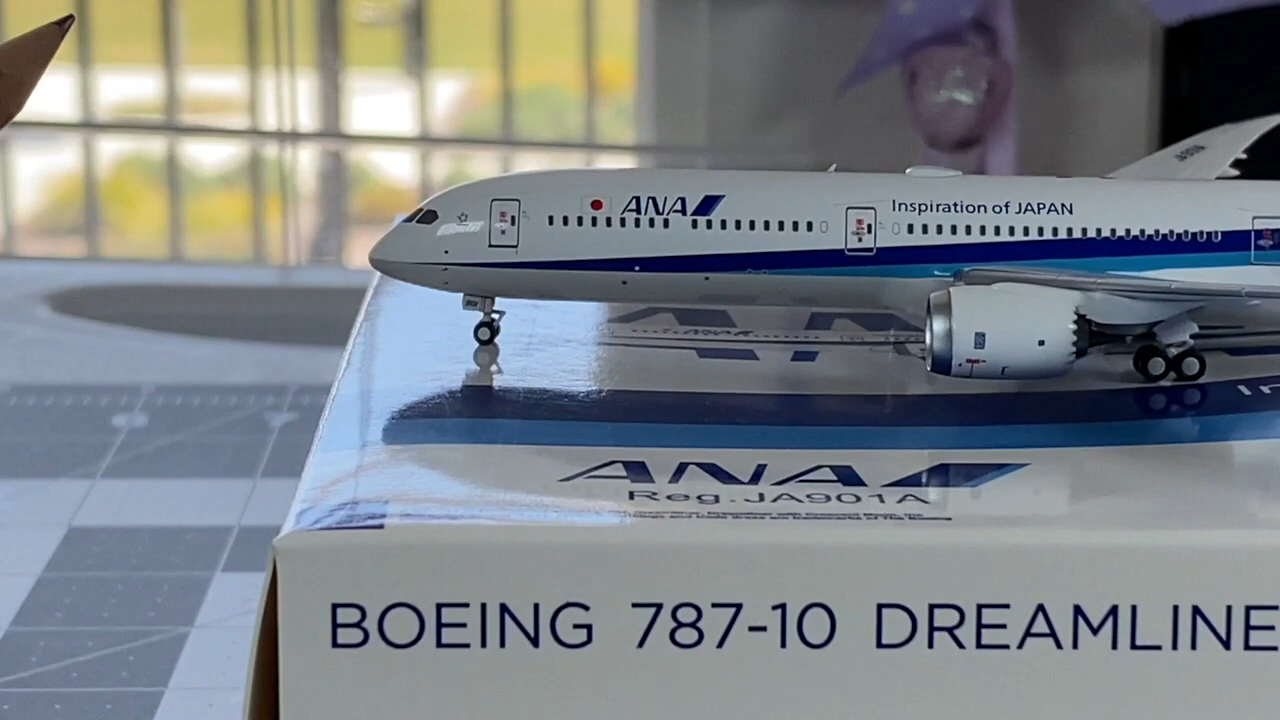 ANA
Inspiration of JAPAN
ANA
Reg.JA901A
BOEING 787-10 DREAMLINE